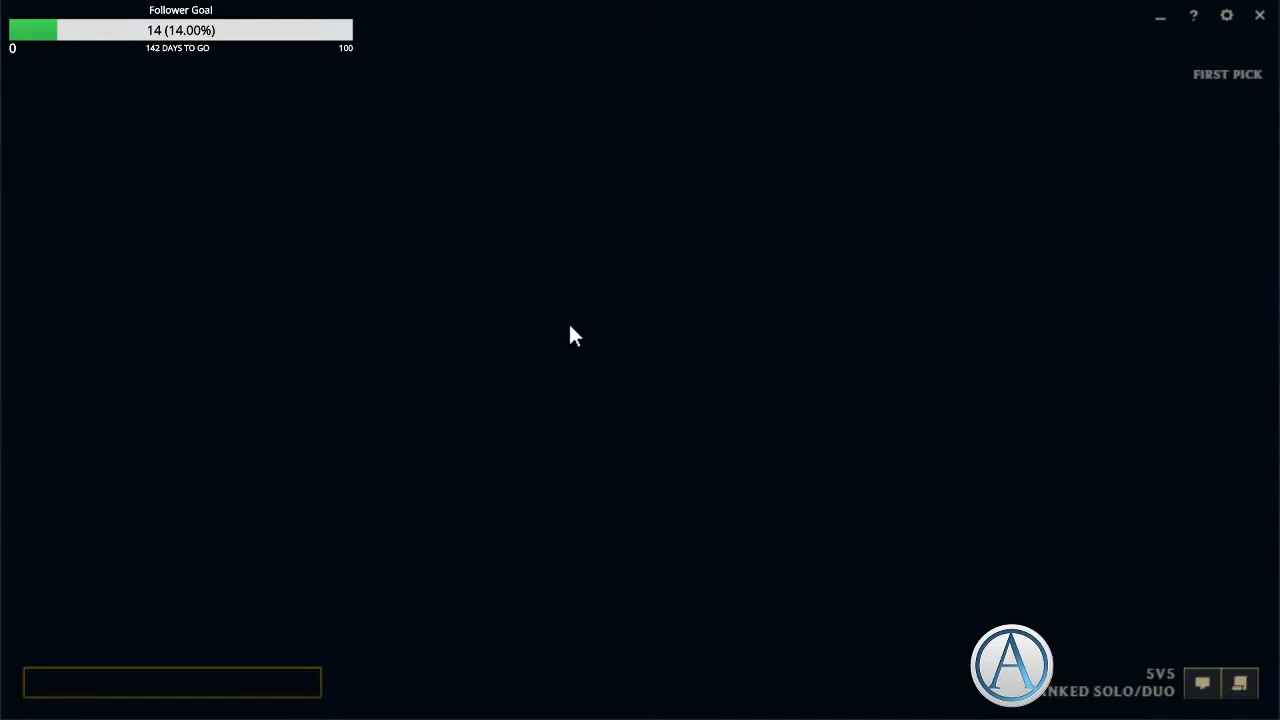 Follower Goal
14 (14.00%)
0 142 DAYS TO GO 100
?
FIRST PICK
A
5V5
NKED SOLO/DUO